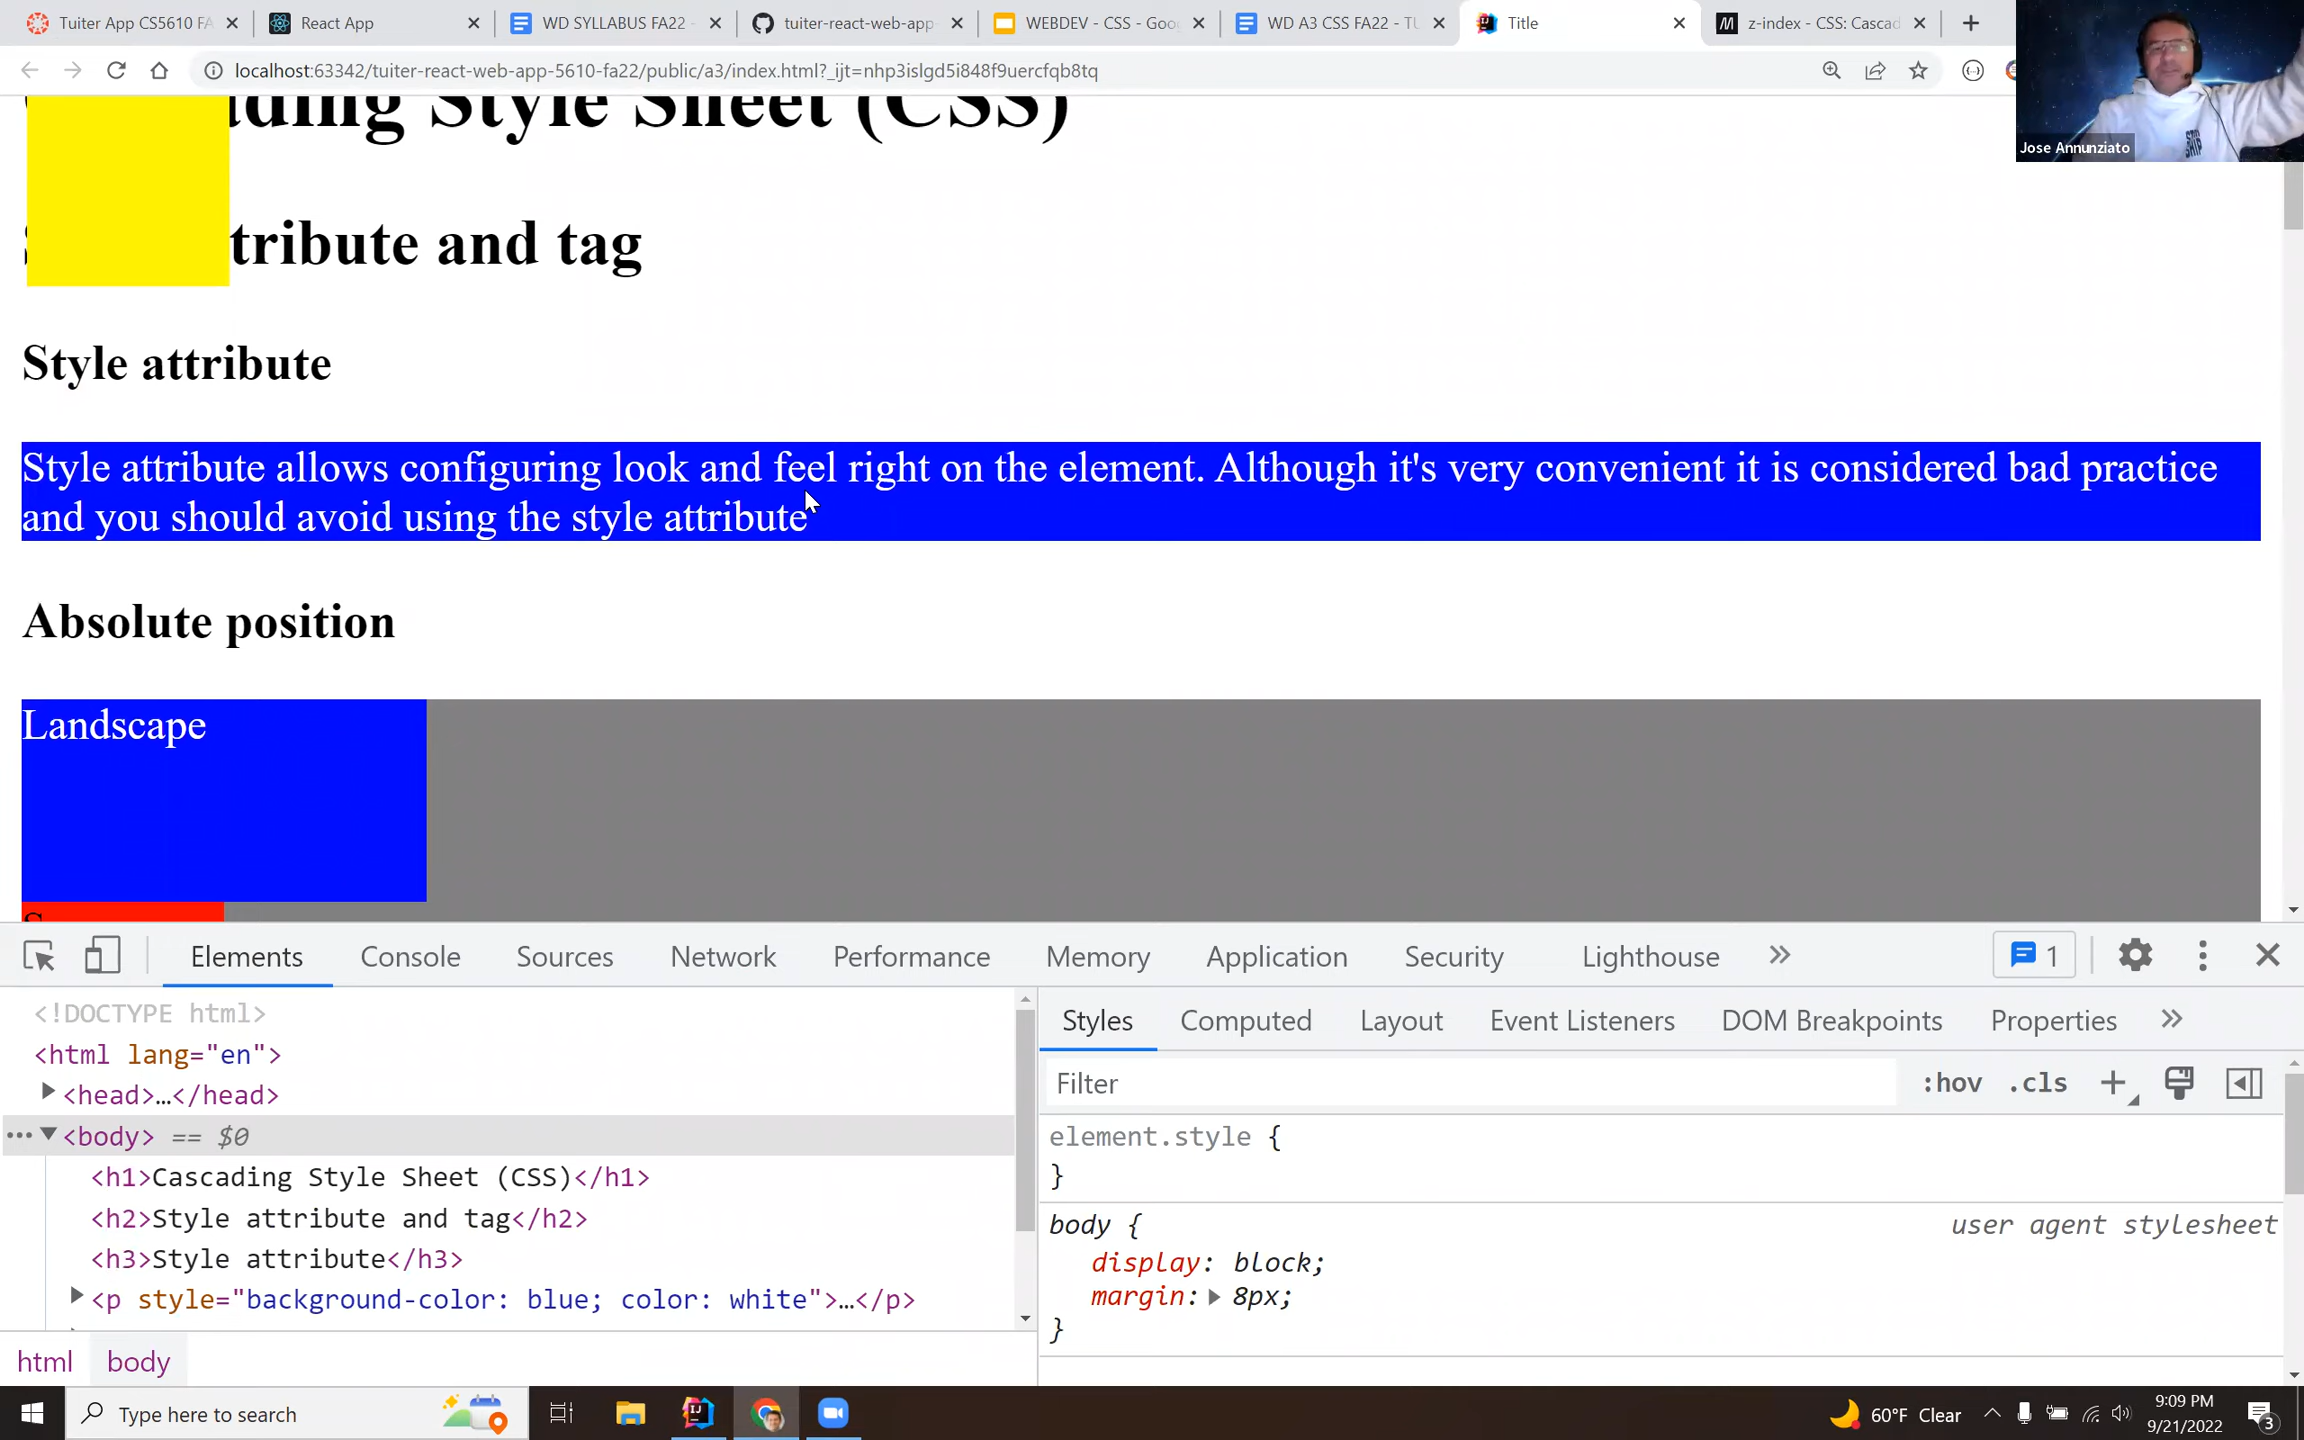 Tuiter App CS5610 FA
React App
WD SYLLABUS FA22 -
tuiter-react-web-app-
WEBDEV - CSS - Goo
WD A3 CSS FA22 - TU
Title
z-index - CSS: Cascad
localhost:63342/tuiter-react-web-app-5610-fa22/public/a3/index.html?_ijt=nhp3islgd5i848f9uercfqb8tq
Jose Annunziato
ding Style Sheet (CSS)
tribute and tag
Style attribute
Style attribute allows configuring look and feel right on the element. Although it's very convenient it is considered bad practice
and you should avoid using the style attribute
Absolute position
Landscape
Elements Console Sources Network Performance Memory Application Security Lighthouse 1
<!DOCTYPE html>
<html lang="en">
<head>…</head>
<body> == $0
<h1>Cascading Style Sheet (CSS)</h1>
<h2>Style attribute and tag</h2>
<h3>Style attribute</h3>
<p style="background-color: blue; color: white">…</p>
html body
Styles Computed Layout Event Listeners DOM Breakpoints Properties
Filter :hov .cls
element.style {
}
body { user agent stylesheet
display: block;
margin: 8px;
}
Type here to search
60°F Clear
9:09 PM
9/21/2022
3